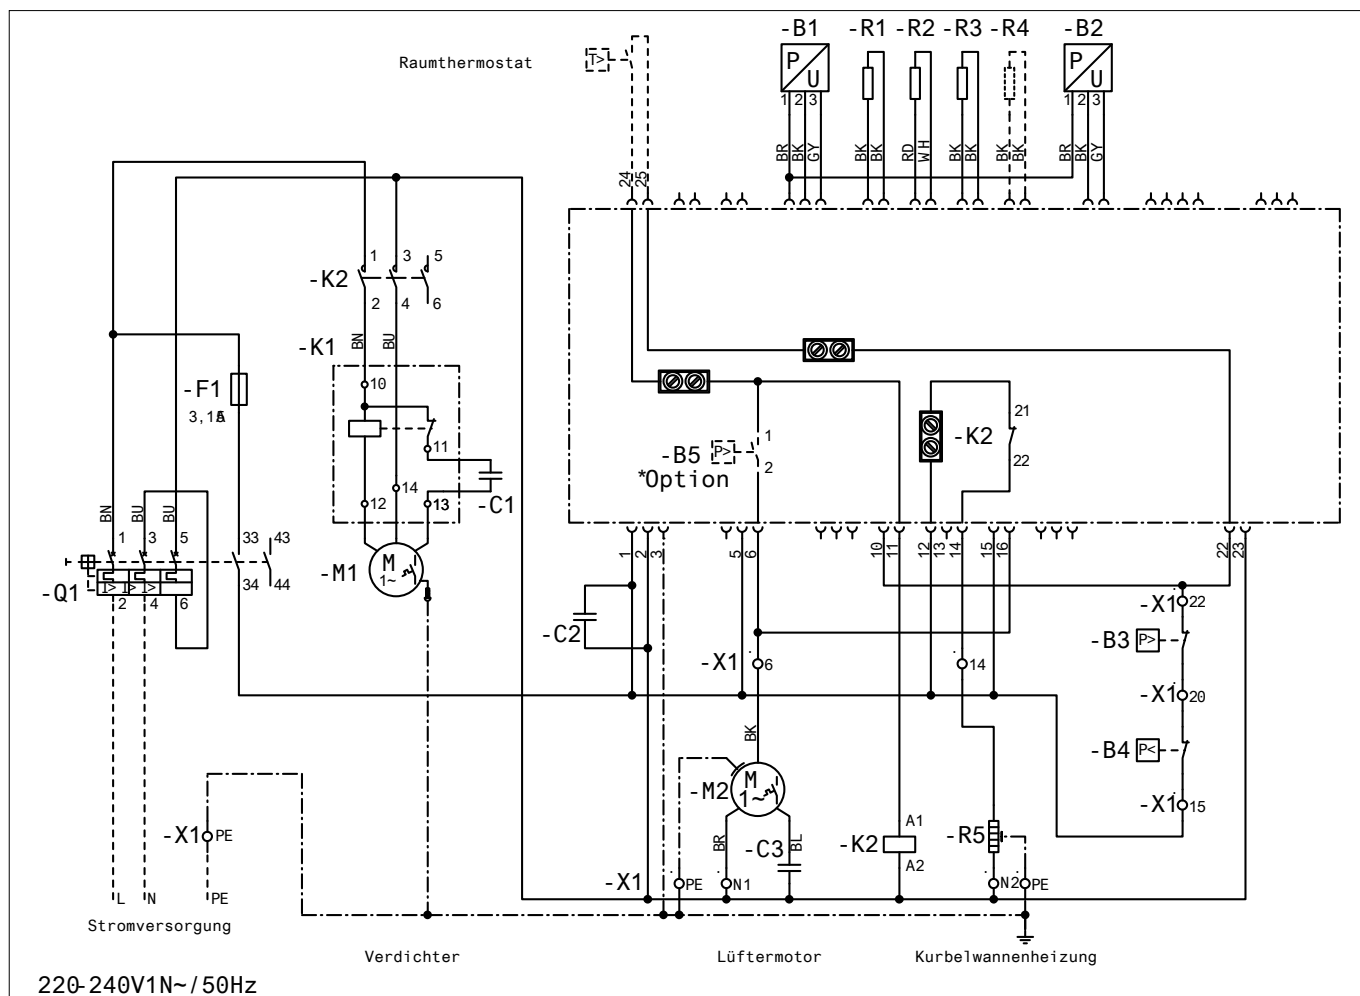 -B1 -R1 -R2 -R3 -R4 -B2
Raumthermostat T>
P U P U
1 2 3 1 2 3
BR BK GY BK BK RD WH BK BK BK BK BR BK GY
24 25
1 3 5
-K2
2 4 6
BN BU
-K1
10
-F1
3,15A
11
21
-K2
22
1
-B5 P>
2
*Option
12 14 13 -C1
BN BU BU
1 3 5 33 43
1 2 3 5 6 10 11 12 13 14 15 16 22 23
-Q1 I> I> I>
2 4 6 34 44
-M1 M 1~
-C2
-X1 22
-B3 P>
-X1 6 14
-X1 20
BK
-B4 P<
-M2 M 1~
-X1 15
-X1 PE
BR -C3 BL
A1
-K2
A2
-R5
-X1 PE N1 N2 PE
L N PE
Stromversorgung
Verdichter Lüftermotor Kurbelwannenheizung
220-240V1N~/50Hz